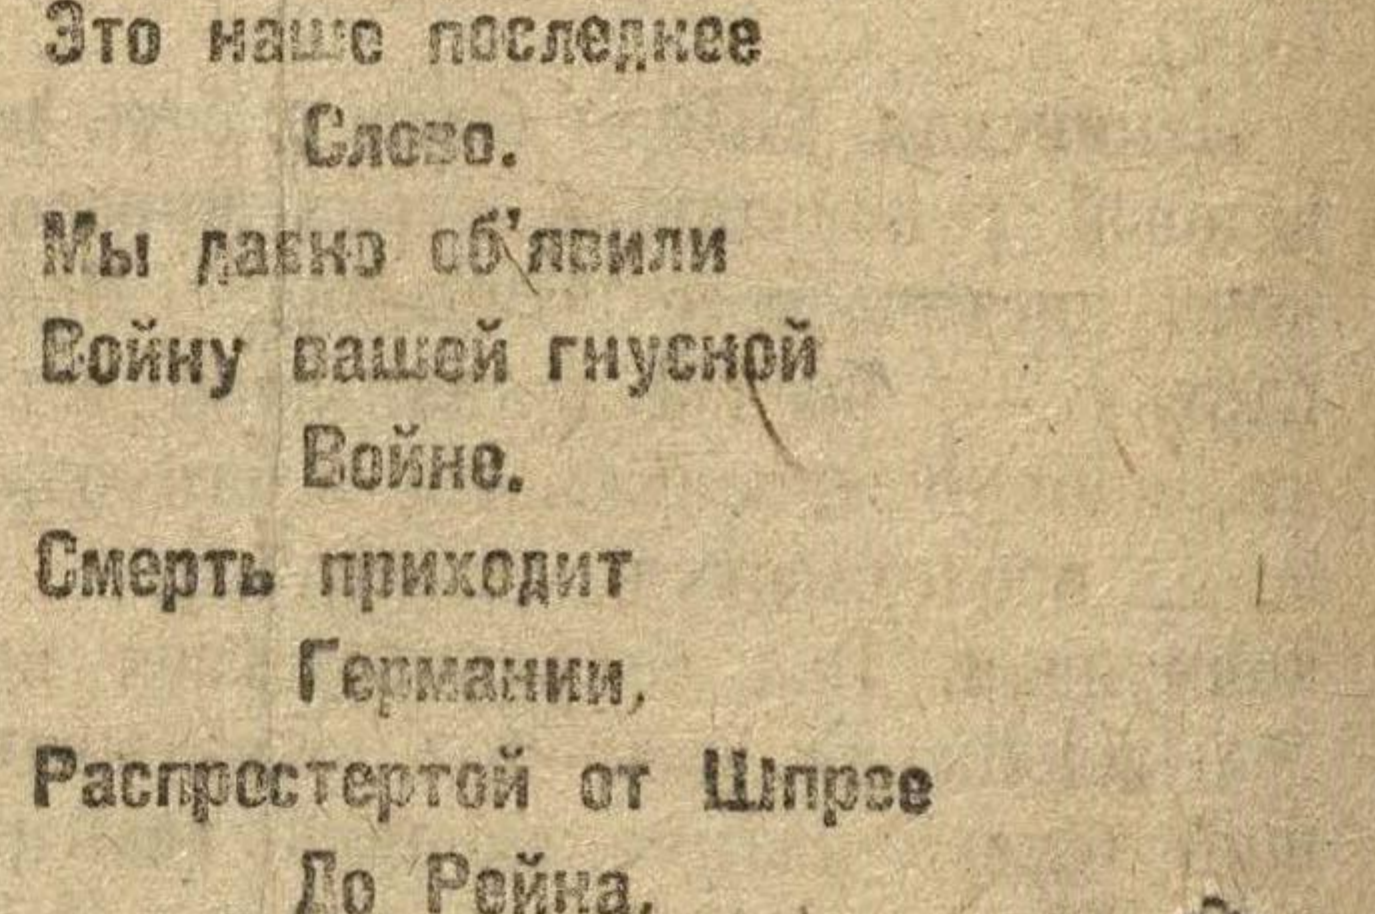 Это наше последнее
Слово.
Мы давно об’явили
Войну вашей гнусной
Войне.
Смерть приходит
Германии,
Распростертой от Шпрее
До Рейна,